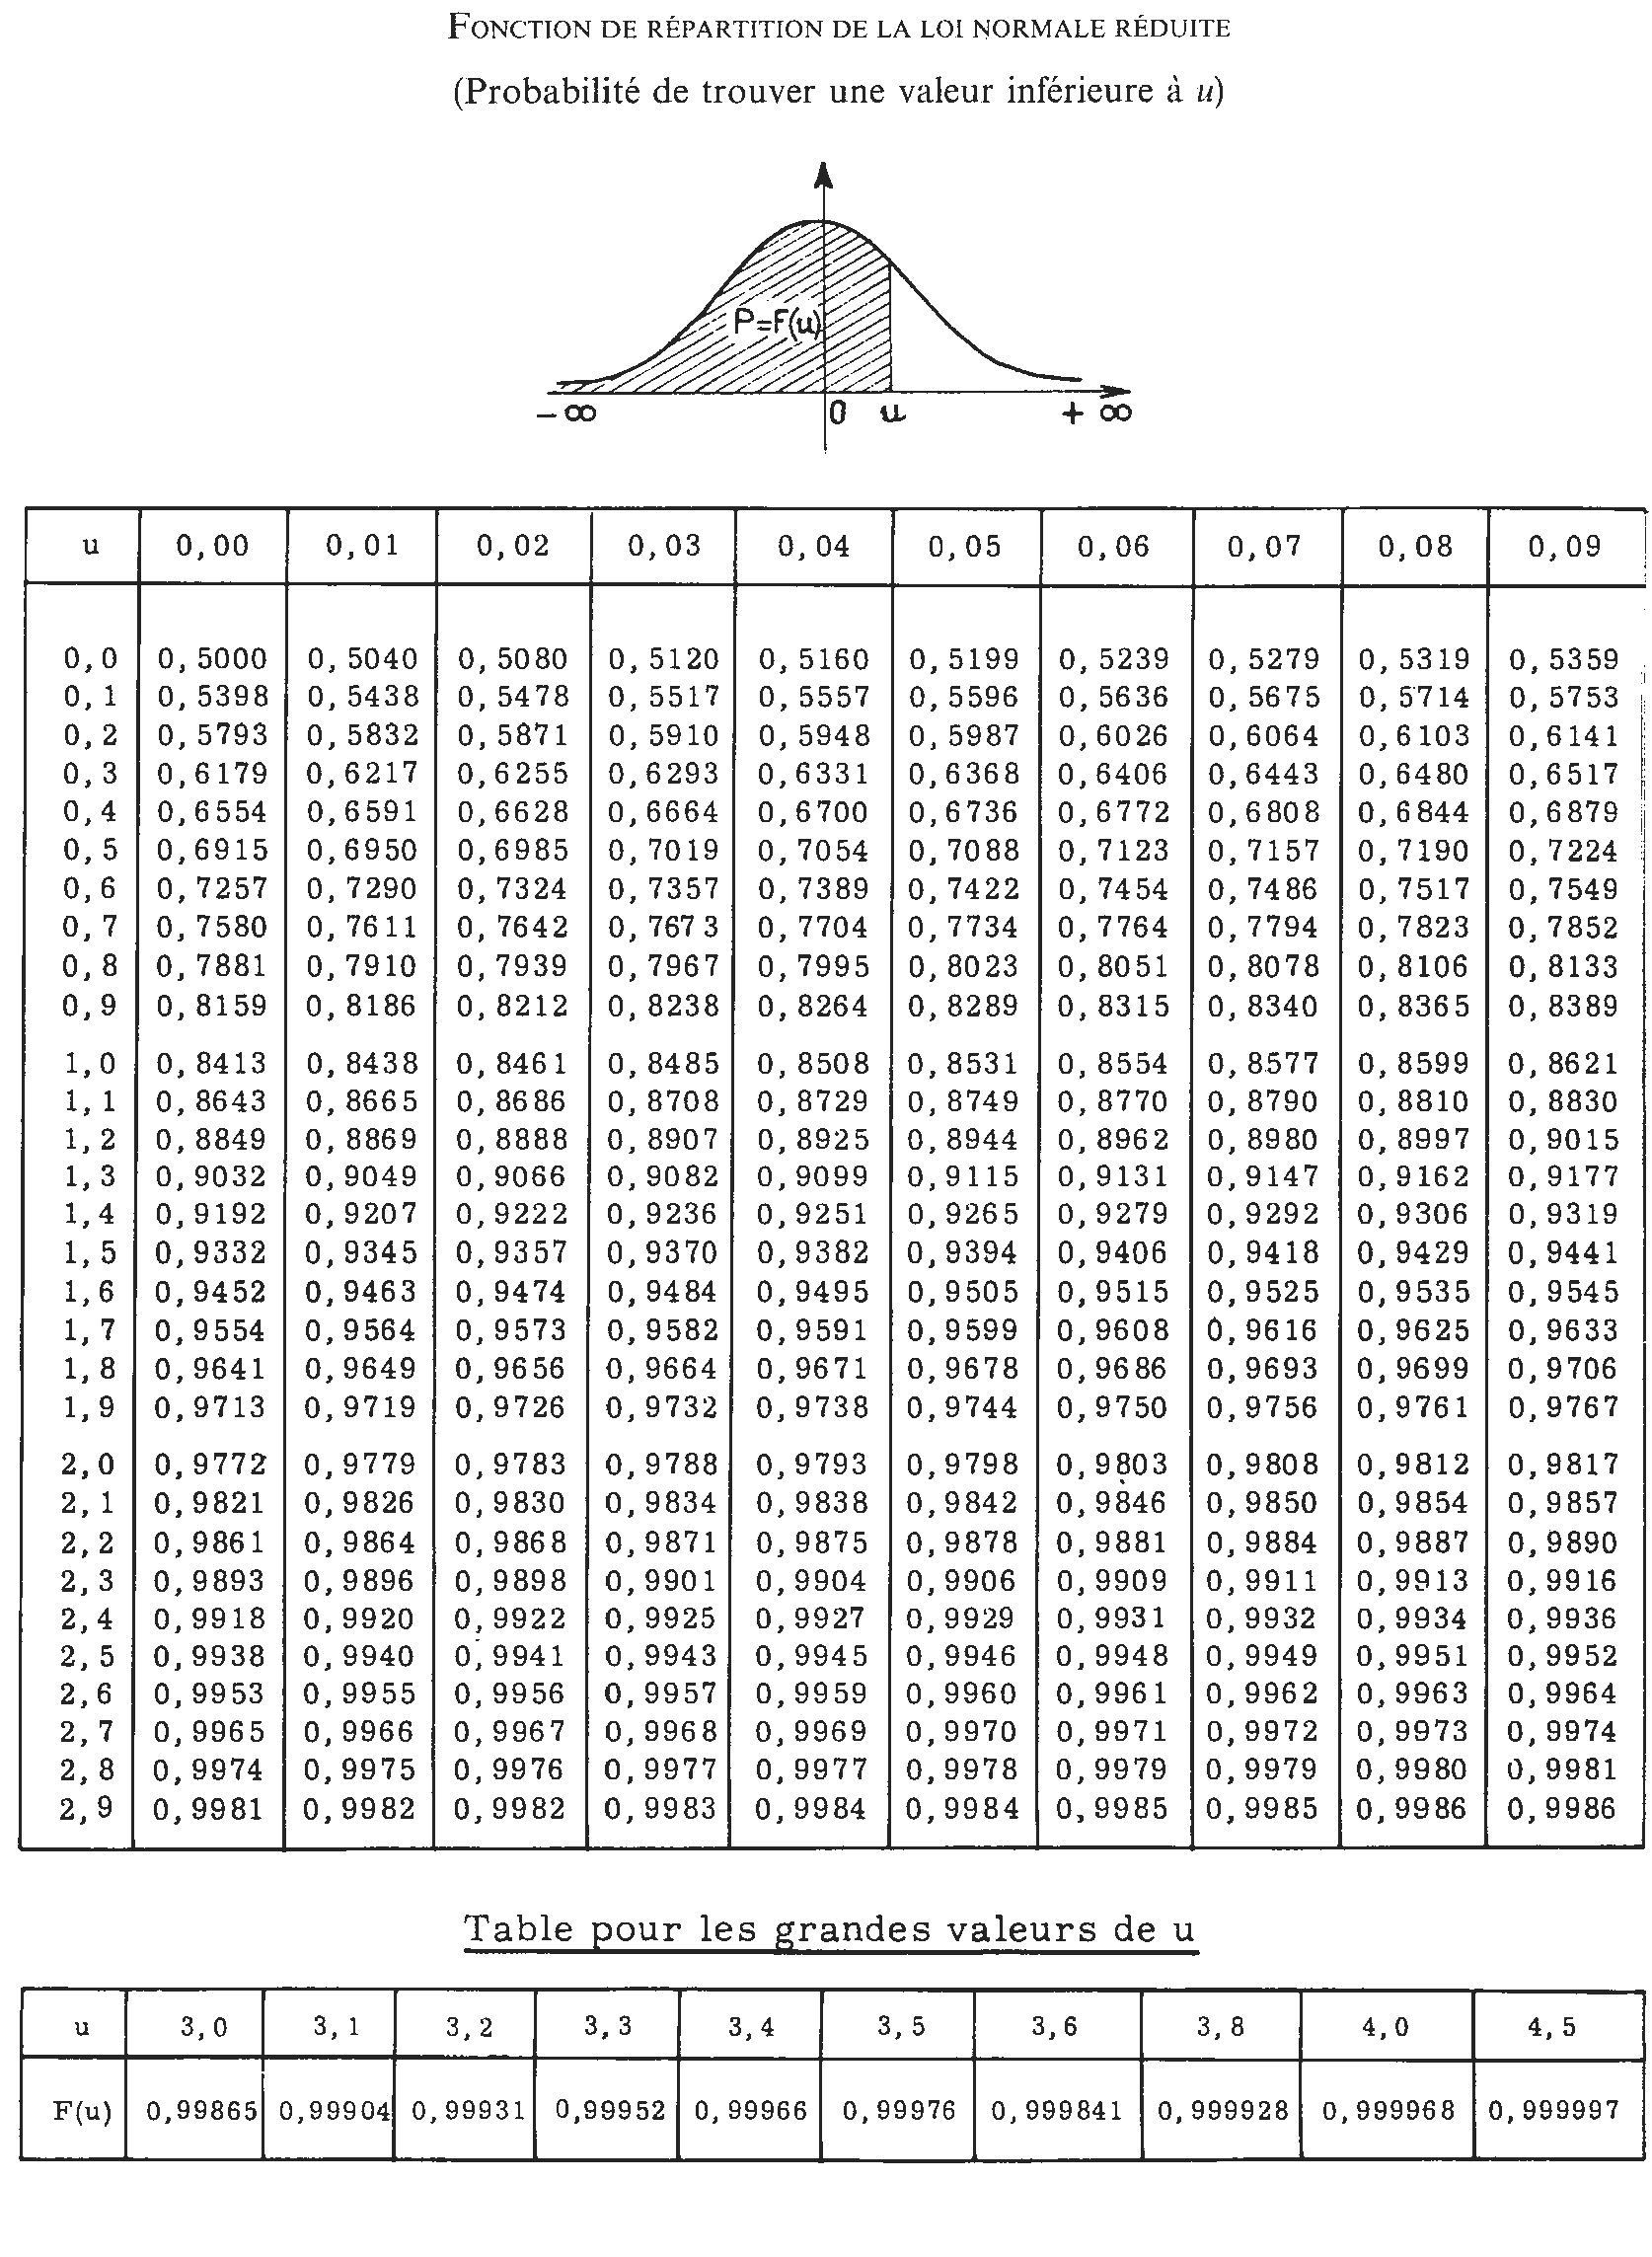 FONCTION DE RÉPARTITION DE LA LOI NORMALE RÉDUITE
(Probabilité de trouver une valeur inférieure à u)
P=F(u)
- ∞ 0 u + ∞
u 0,00 0,01 0,02 0,03 0,04 0,05 0,06 0,07 0,08 0,09
0,0 0,5000 0,5040 0,5080 0,5120 0,5160 0,5199 0,5239 0,5279 0,5319 0,5359
0,1 0,5398 0,5438 0,5478 0,5517 0,5557 0,5596 0,5636 0,5675 0,5714 0,5753
0,2 0,5793 0,5832 0,5871 0,5910 0,5948 0,5987 0,6026 0,6064 0,6103 0,6141
0,3 0,6179 0,6217 0,6255 0,6293 0,6331 0,6368 0,6406 0,6443 0,6480 0,6517
0,4 0,6554 0,6591 0,6628 0,6664 0,6700 0,6736 0,6772 0,6808 0,6844 0,6879
0,5 0,6915 0,6950 0,6985 0,7019 0,7054 0,7088 0,7123 0,7157 0,7190 0,7224
0,6 0,7257 0,7290 0,7324 0,7357 0,7389 0,7422 0,7454 0,7486 0,7517 0,7549
0,7 0,7580 0,7611 0,7642 0,7673 0,7704 0,7734 0,7764 0,7794 0,7823 0,7852
0,8 0,7881 0,7910 0,7939 0,7967 0,7995 0,8023 0,8051 0,8078 0,8106 0,8133
0,9 0,8159 0,8186 0,8212 0,8238 0,8264 0,8289 0,8315 0,8340 0,8365 0,8389
1,0 0,8413 0,8438 0,8461 0,8485 0,8508 0,8531 0,8554 0,8577 0,8599 0,8621
1,1 0,8643 0,8665 0,8686 0,8708 0,8729 0,8749 0,8770 0,8790 0,8810 0,8830
1,2 0,8849 0,8869 0,8888 0,8907 0,8925 0,8944 0,8962 0,8980 0,8997 0,9015
1,3 0,9032 0,9049 0,9066 0,9082 0,9099 0,9115 0,9131 0,9147 0,9162 0,9177
1,4 0,9192 0,9207 0,9222 0,9236 0,9251 0,9265 0,9279 0,9292 0,9306 0,9319
1,5 0,9332 0,9345 0,9357 0,9370 0,9382 0,9394 0,9406 0,9418 0,9429 0,9441
1,6 0,9452 0,9463 0,9474 0,9484 0,9495 0,9505 0,9515 0,9525 0,9535 0,9545
1,7 0,9554 0,9564 0,9573 0,9582 0,9591 0,9599 0,9608 0,9616 0,9625 0,9633
1,8 0,9641 0,9649 0,9656 0,9664 0,9671 0,9678 0,9686 0,9693 0,9699 0,9706
1,9 0,9713 0,9719 0,9726 0,9732 0,9738 0,9744 0,9750 0,9756 0,9761 0,9767
2,0 0,9772 0,9779 0,9783 0,9788 0,9793 0,9798 0,9803 0,9808 0,9812 0,9817
2,1 0,9821 0,9826 0,9830 0,9834 0,9838 0,9842 0,9846 0,9850 0,9854 0,9857
2,2 0,9861 0,9864 0,9868 0,9871 0,9875 0,9878 0,9881 0,9884 0,9887 0,9890
2,3 0,9893 0,9896 0,9898 0,9901 0,9904 0,9906 0,9909 0,9911 0,9913 0,9916
2,4 0,9918 0,9920 0,9922 0,9925 0,9927 0,9929 0,9931 0,9932 0,9934 0,9936
2,5 0,9938 0,9940 0,9941 0,9943 0,9945 0,9946 0,9948 0,9949 0,9951 0,9952
2,6 0,9953 0,9955 0,9956 0,9957 0,9959 0,9960 0,9961 0,9962 0,9963 0,9964
2,7 0,9965 0,9966 0,9967 0,9968 0,9969 0,9970 0,9971 0,9972 0,9973 0,9974
2,8 0,9974 0,9975 0,9976 0,9977 0,9977 0,9978 0,9979 0,9979 0,9980 0,9981
2,9 0,9981 0,9982 0,9982 0,9983 0,9984 0,9984 0,9985 0,9985 0,9986 0,9986
Table pour les grandes valeurs de u
u 3,0 3,1 3,2 3,3 3,4 3,5 3,6 3,8 4,0 4,5
F(u) 0,99865 0,99904 0,99931 0,99952 0,99966 0,99976 0,999841 0,999928 0,999968 0,999997